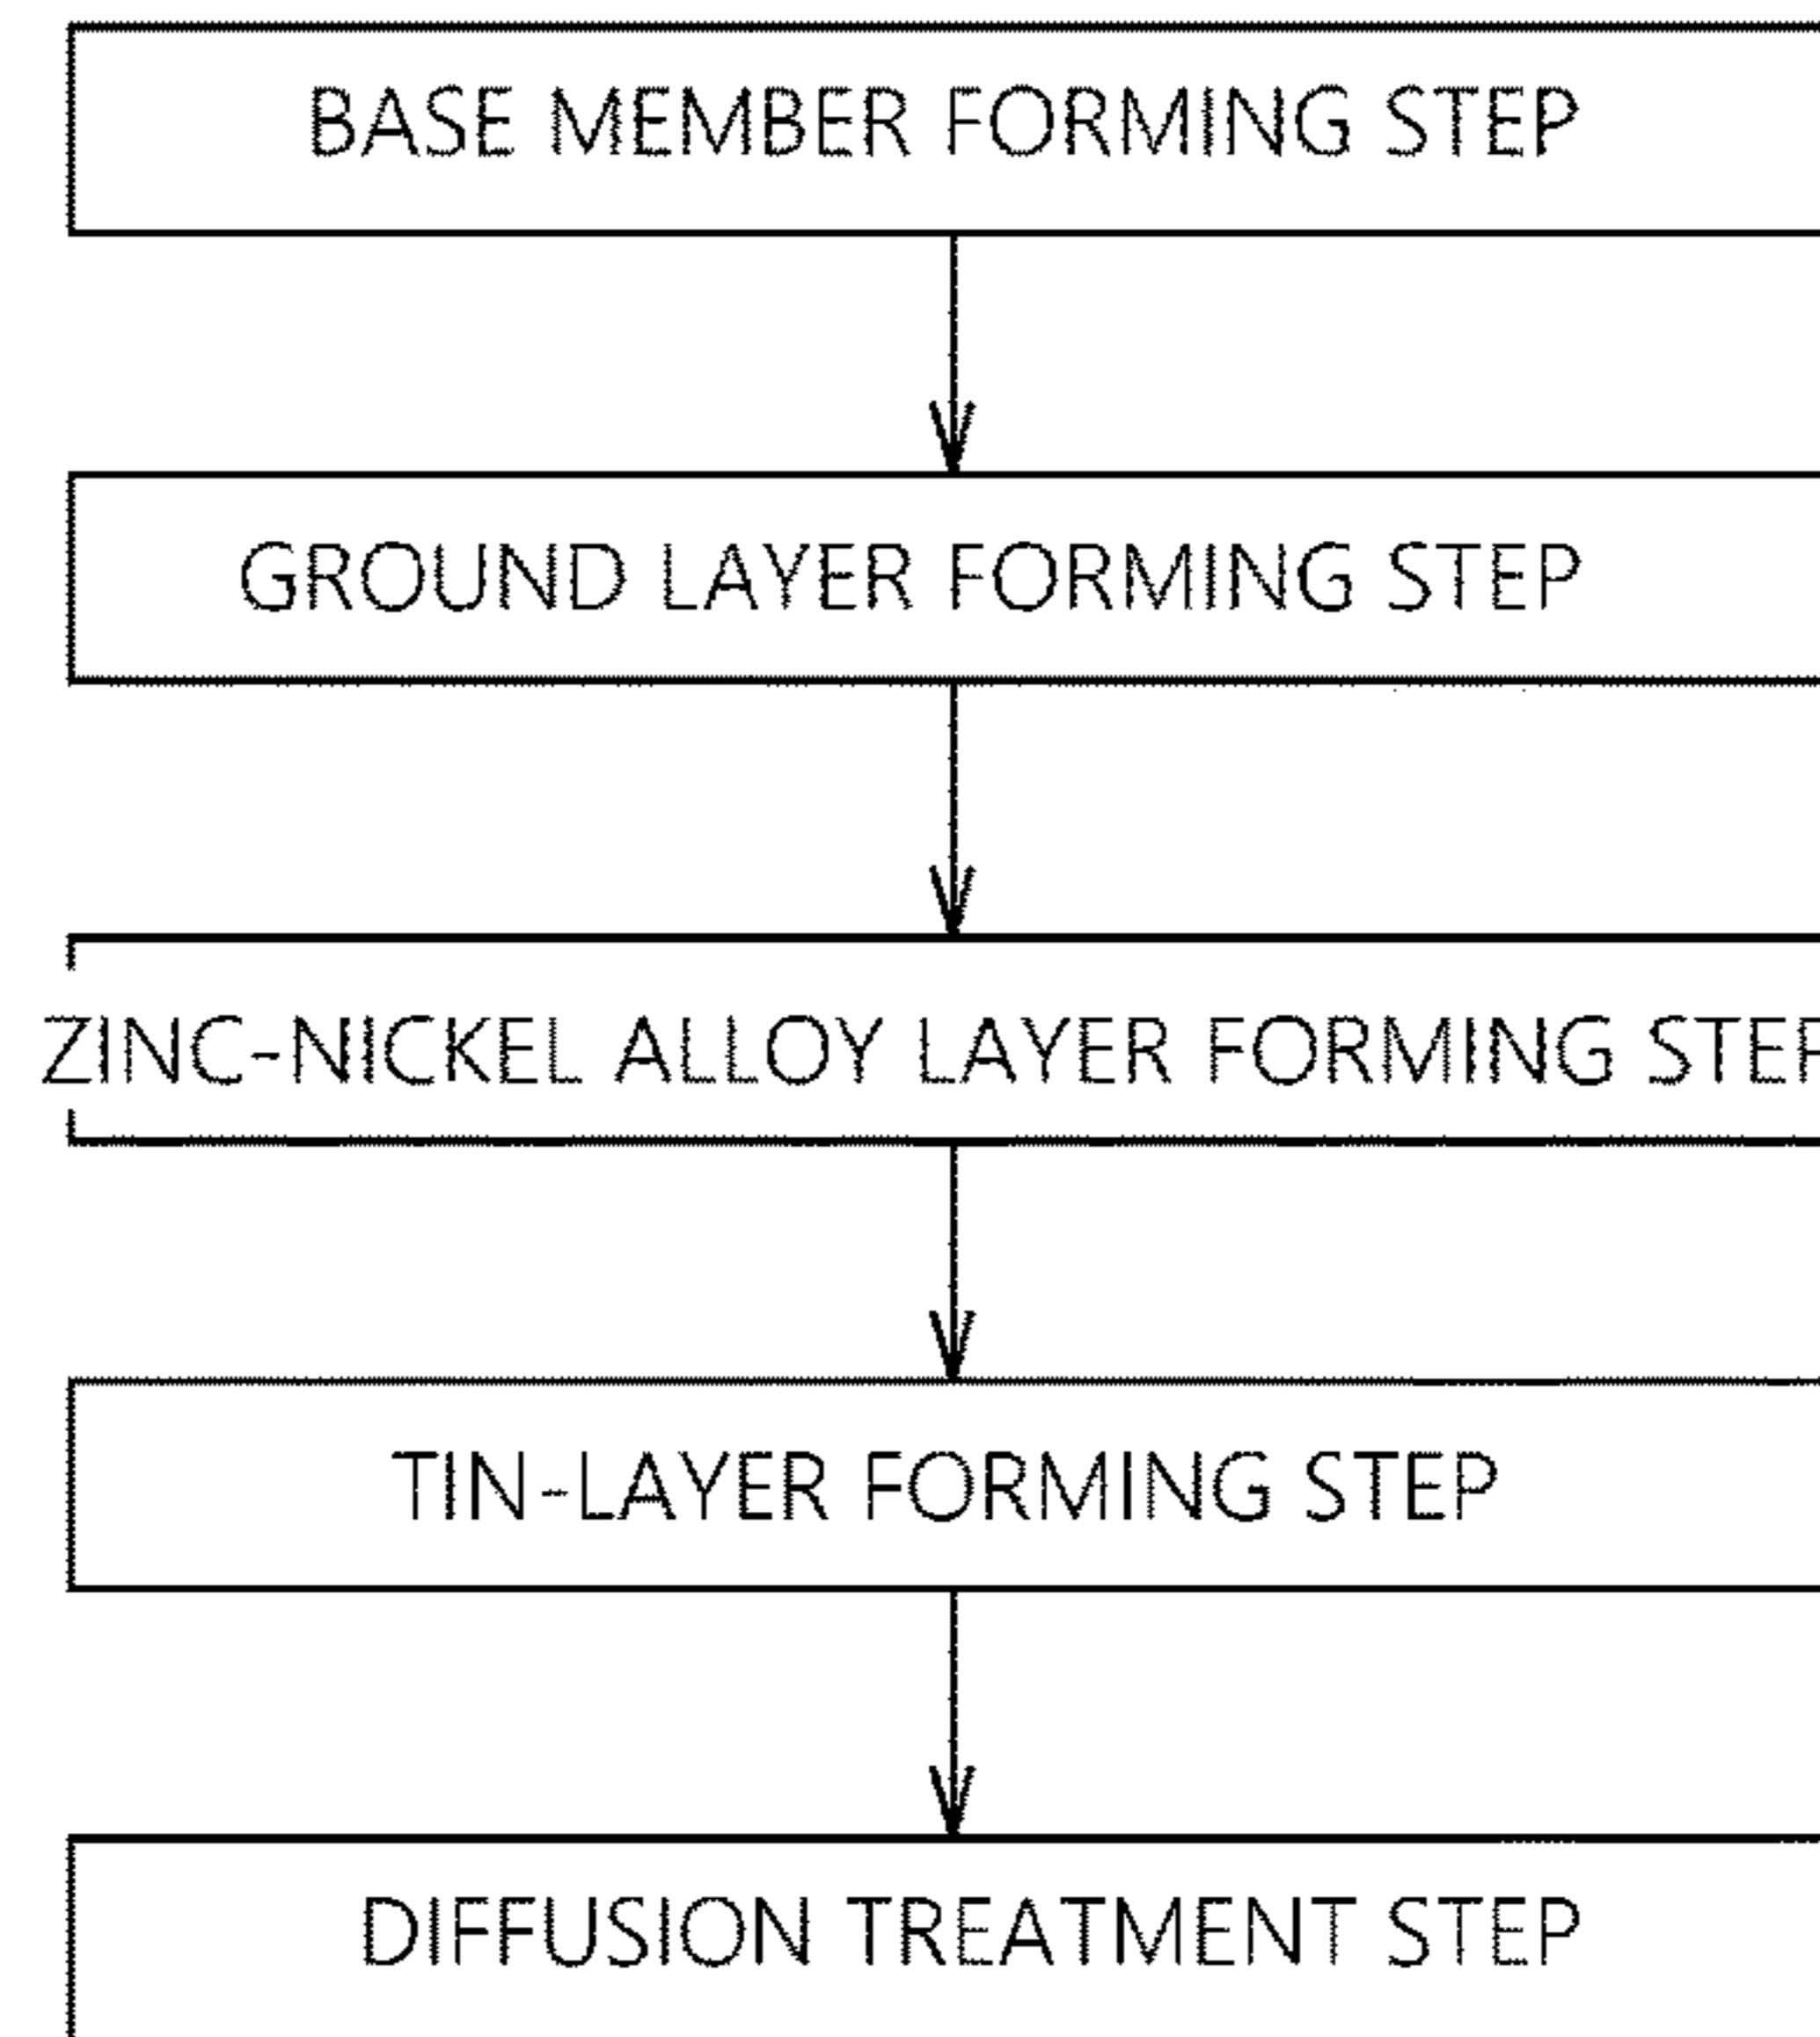 BASE MEMBER FORMING STEP
GROUND LAYER FORMING STEP
ZINC-NICKEL ALLOY LAYER FORMING STEP
TIN-LAYER FORMING STEP
DIFFUSION TREATMENT STEP